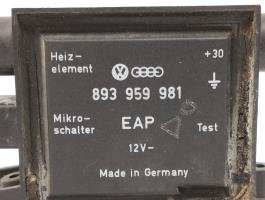 Heiz-
element
+30
893 959 981
Mikro-
schalter
EAP
Test
12V-
Made in Germany